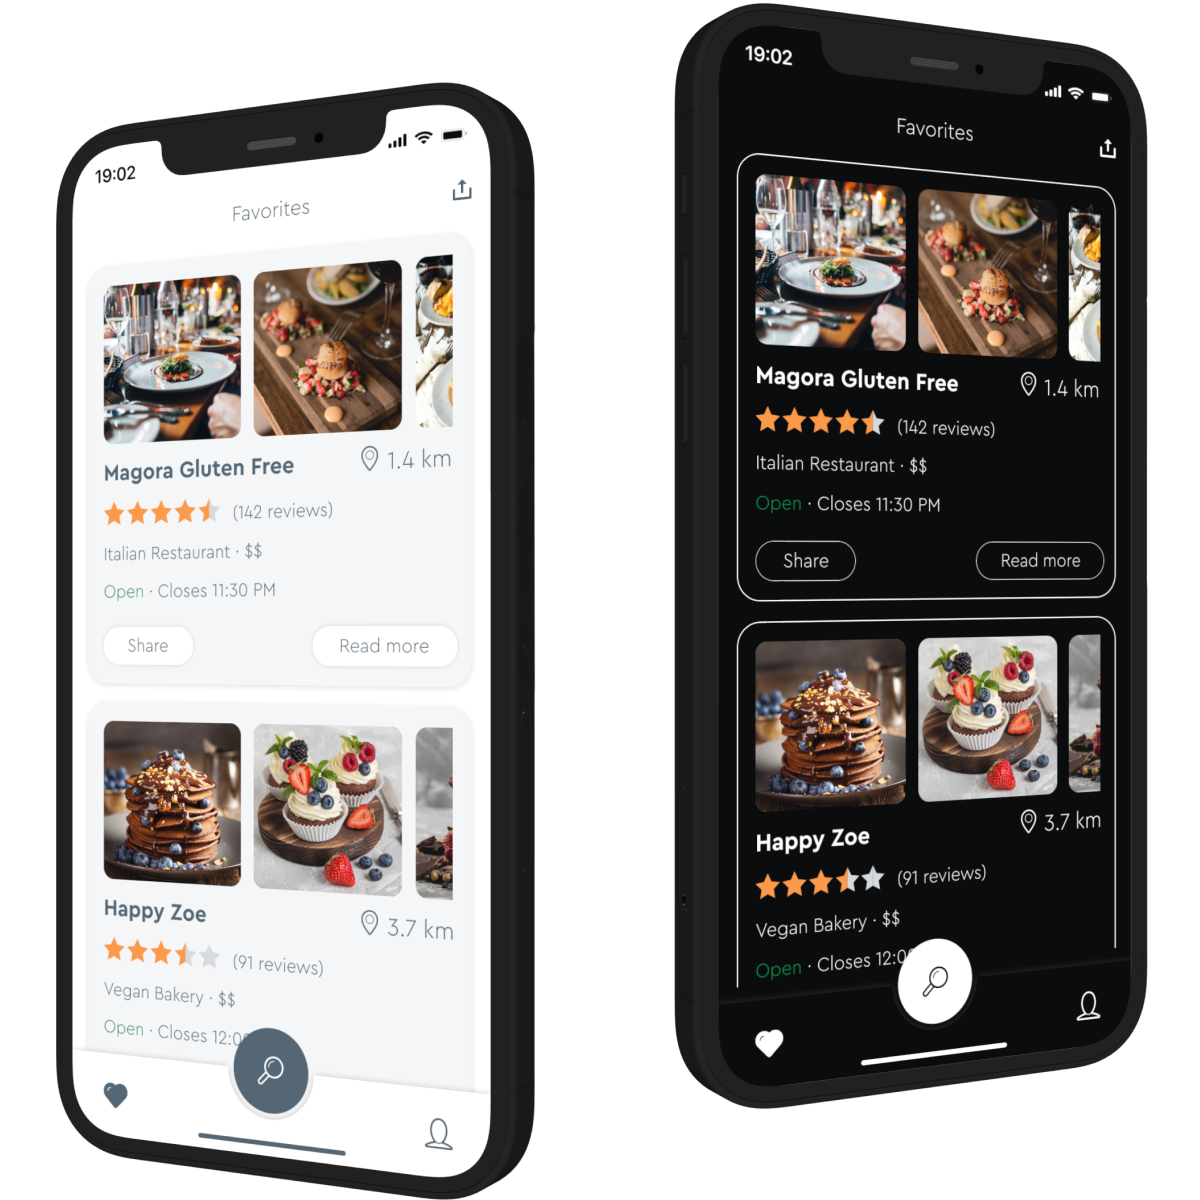 19:02
Favorites
Magora Gluten Free
1.4 km
(142 reviews)
Italian Restaurant · $$
Open · Closes 11:30 PM
Share
Read more
Happy Zoe
3.7 km
(91 reviews)
Vegan Bakery · $$
Open · Closes 12:0
19:02
Favorites
Magora Gluten Free
1.4 km
(142 reviews)
Italian Restaurant · $$
Open · Closes 11:30 PM
Share
Read more
Happy Zoe
3.7 km
(91 reviews)
Vegan Bakery · $$
Open · Closes 12:0